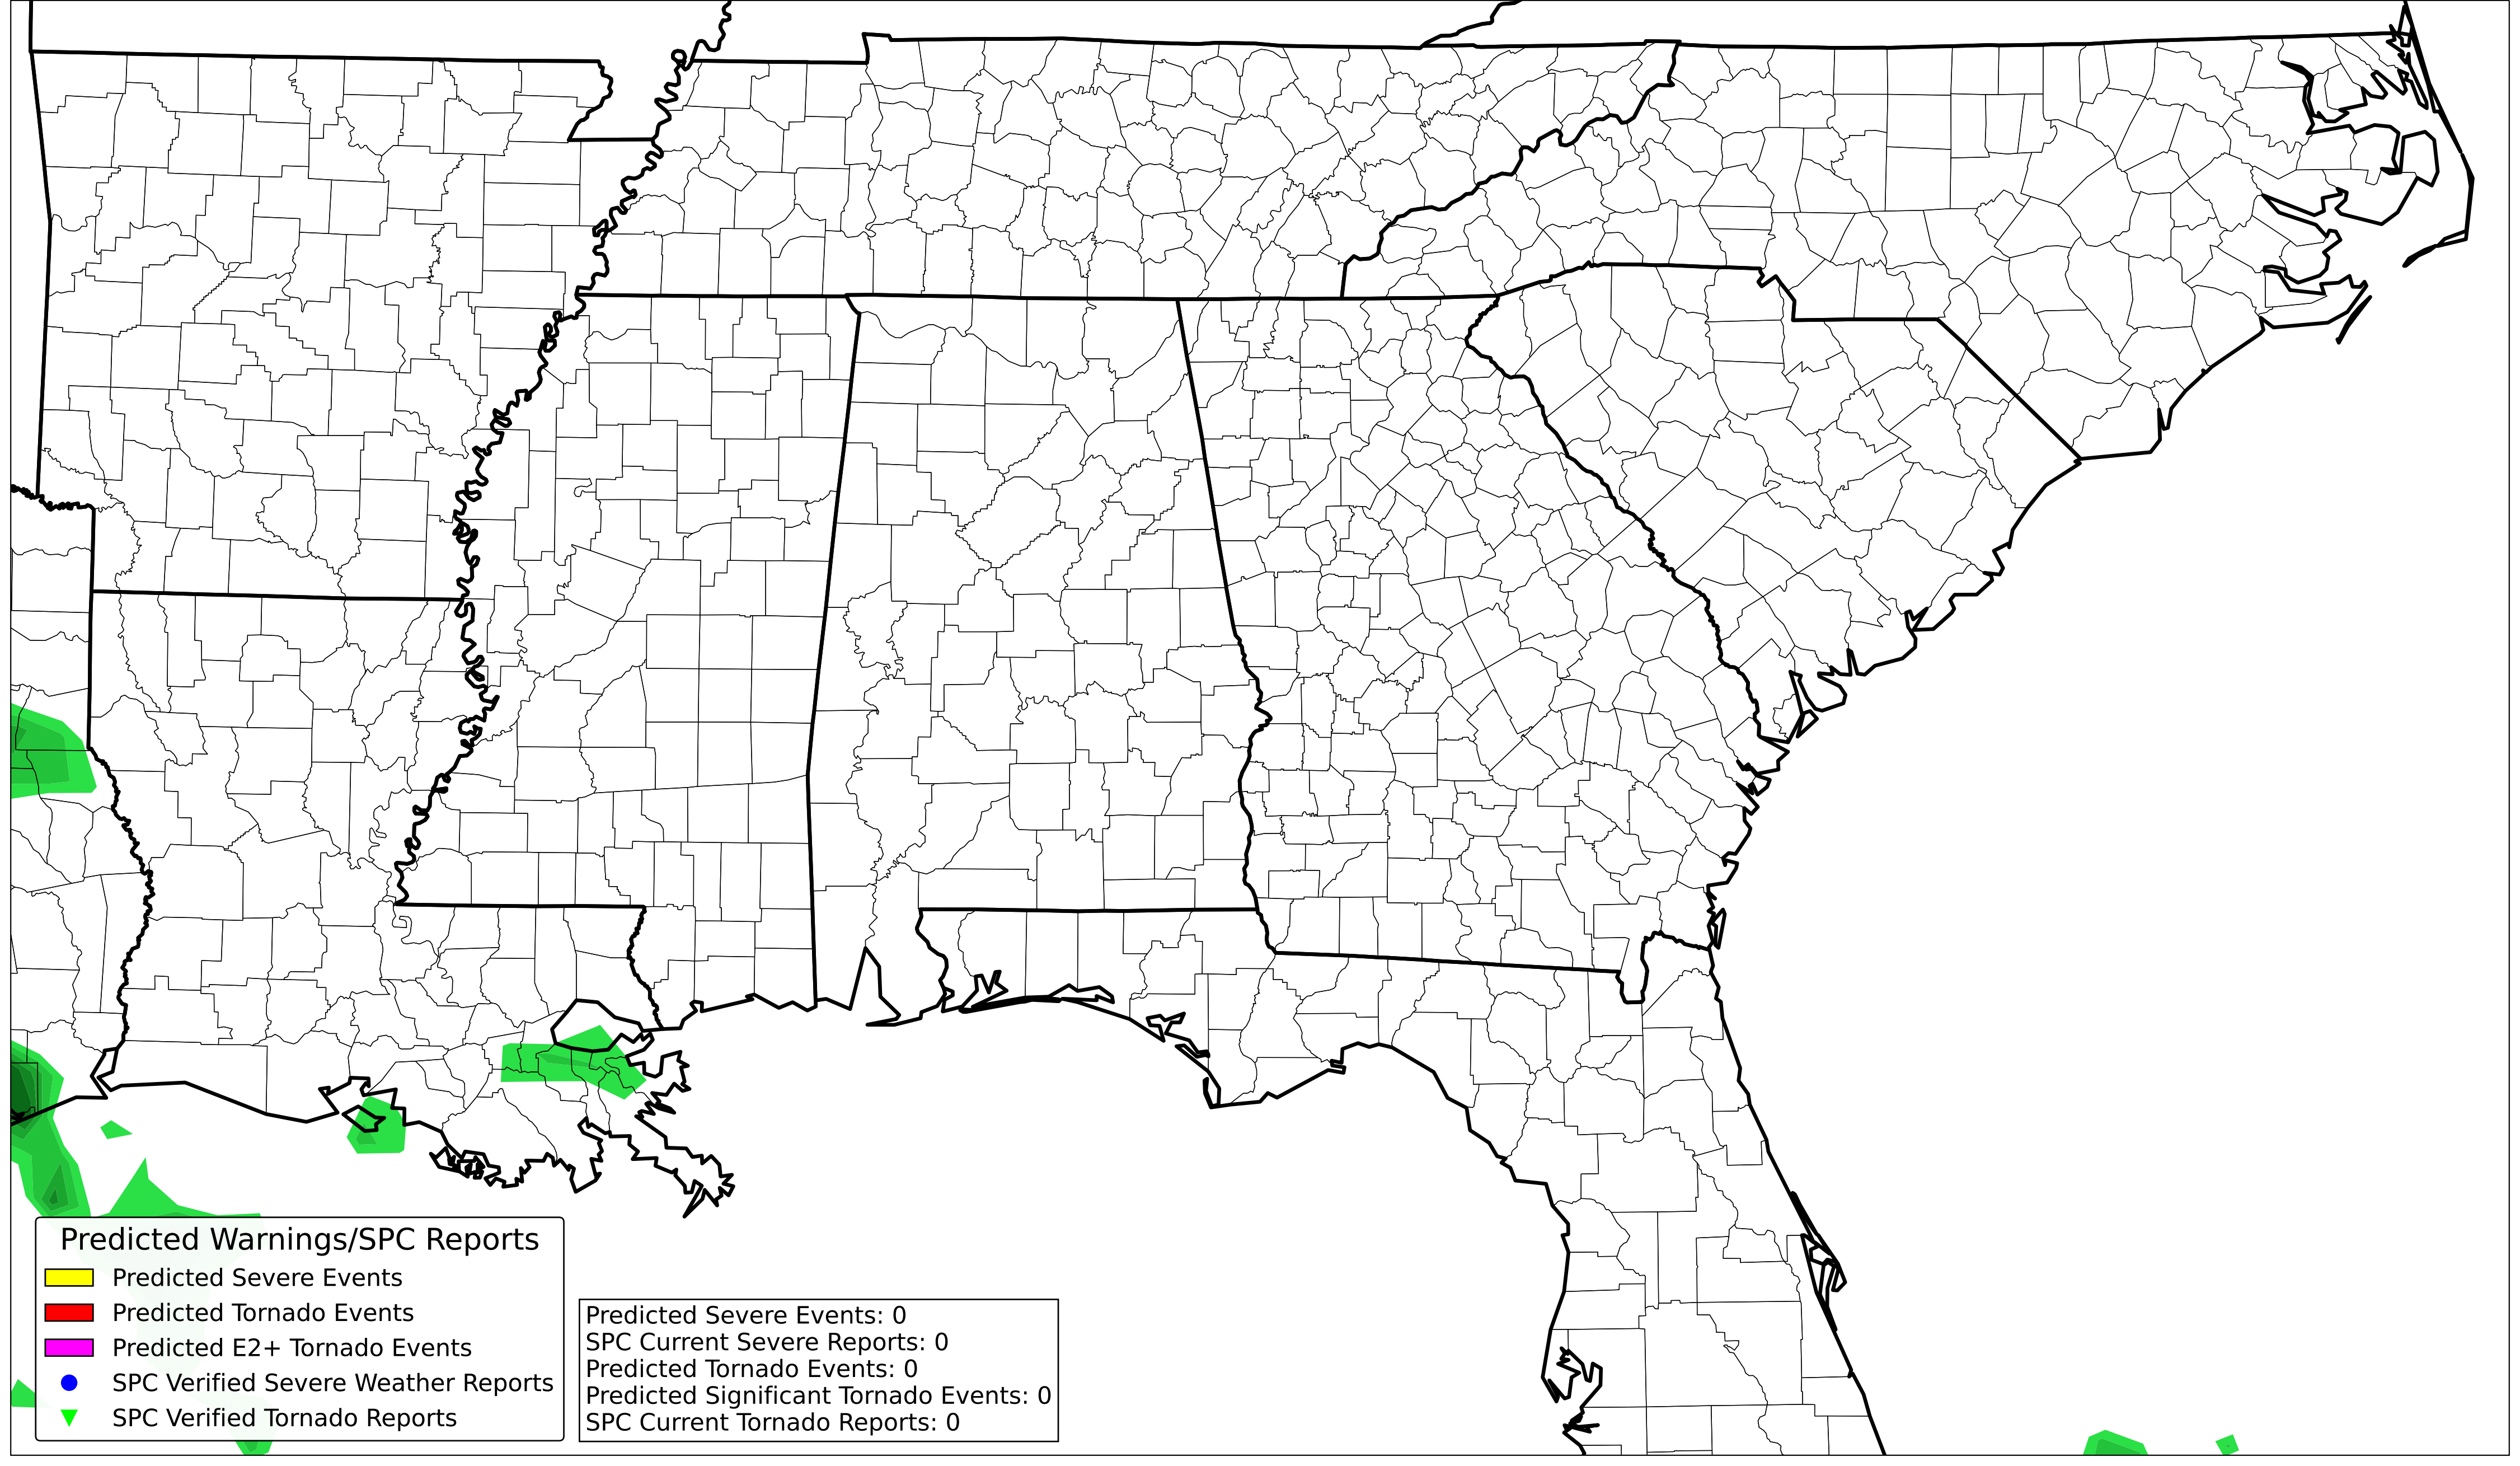 Predicted Warnings/SPC Reports
Predicted Severe Events
Predicted Tornado Events
Predicted E2+ Tornado Events
SPC Verified Severe Weather Reports
SPC Verified Tornado Reports
Predicted Severe Events: 0
SPC Current Severe Reports: 0
Predicted Tornado Events: 0
Predicted Significant Tornado Events: 0
SPC Current Tornado Reports: 0